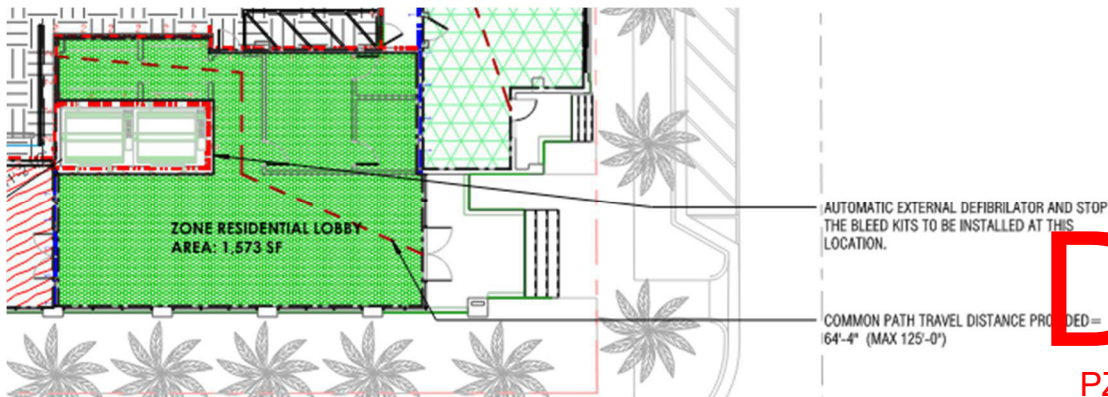 ZONE RESIDENTIAL LOBBY
AREA: 1,573 SF
AUTOMATIC EXTERNAL DEFIBRILATOR AND STOP
THE BLEED KITS TO BE INSTALLED AT THIS
LOCATION.
D
COMMON PATH TRAVEL DISTANCE PROVIDED=
64'-4" (MAX 125'-0")
PZ